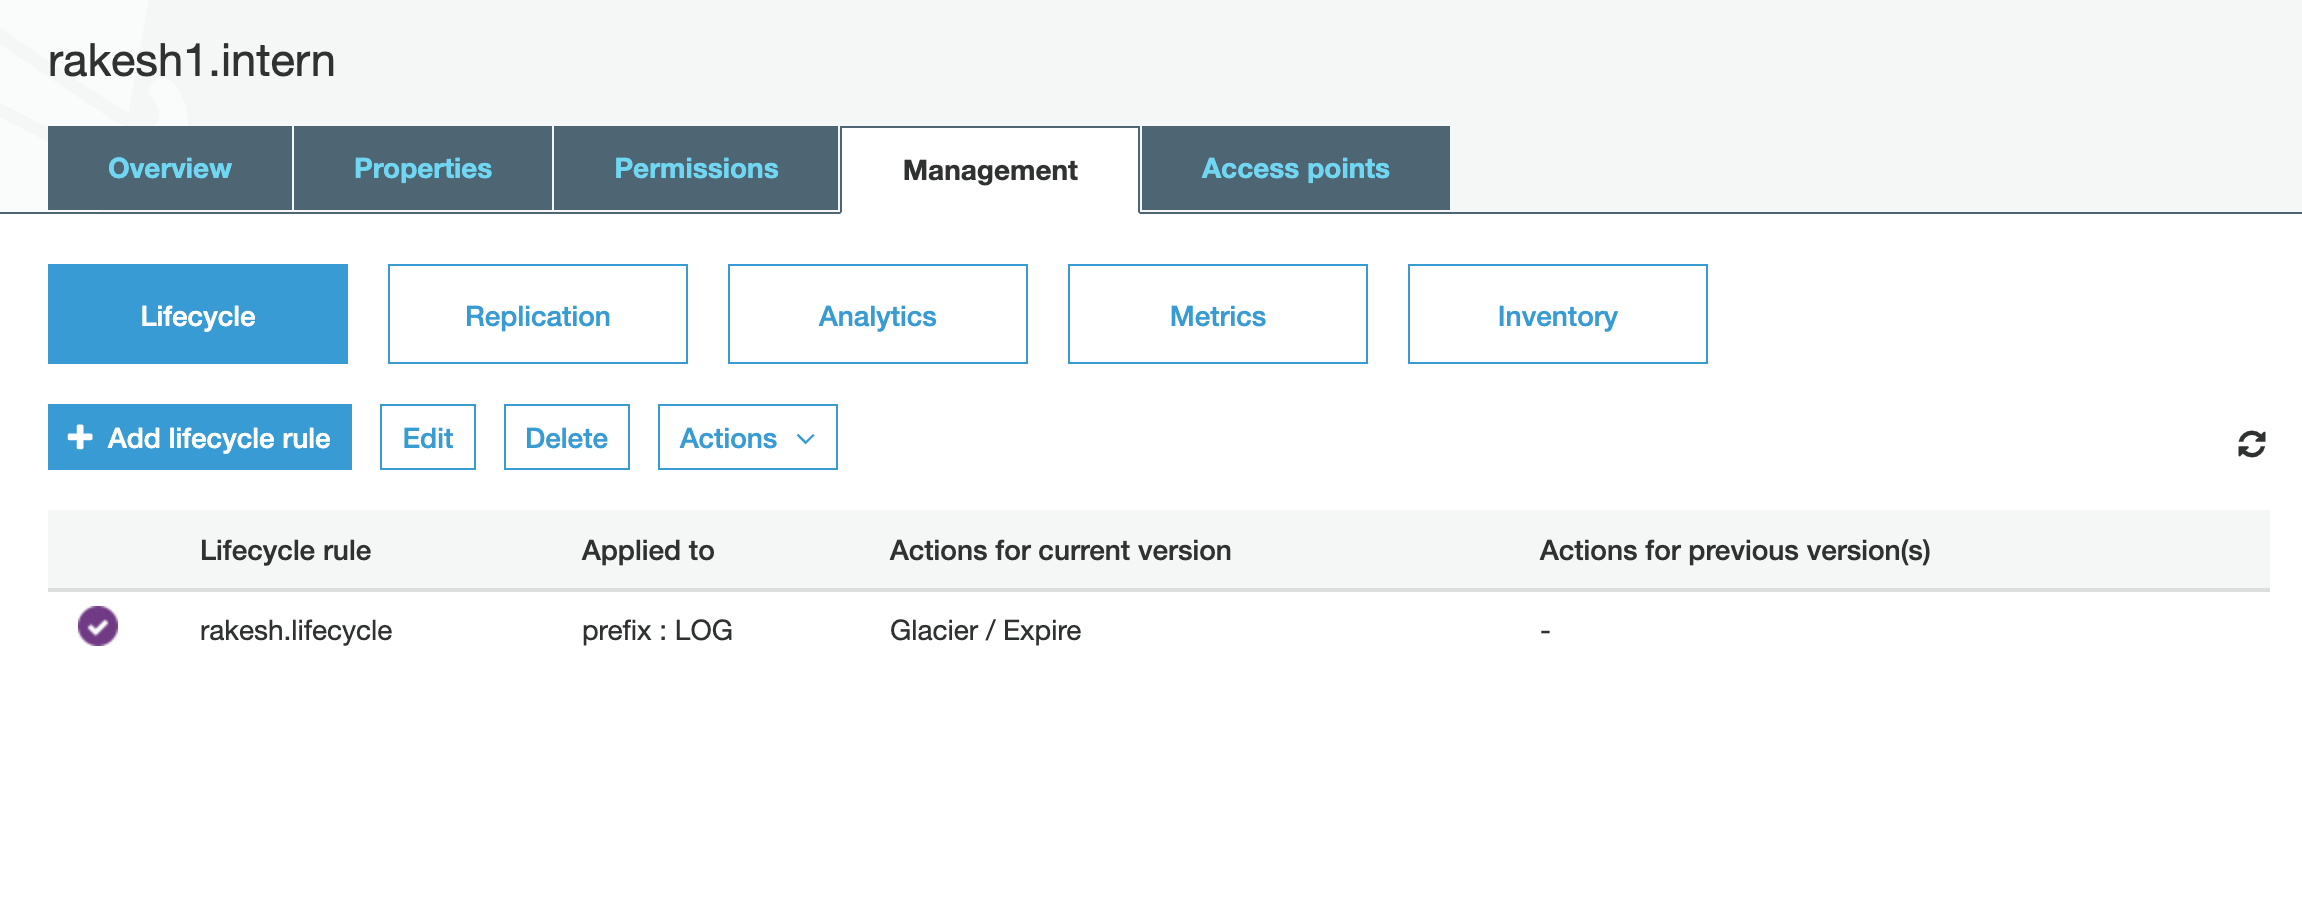 rakesh1.intern
Overview Properties Permissions Management Access points
Lifecycle Replication Analytics Metrics Inventory
Add lifecycle rule Edit Delete Actions
Lifecycle rule Applied to Actions for current version Actions for previous version(s)
rakesh.lifecycle prefix : LOG Glacier / Expire -